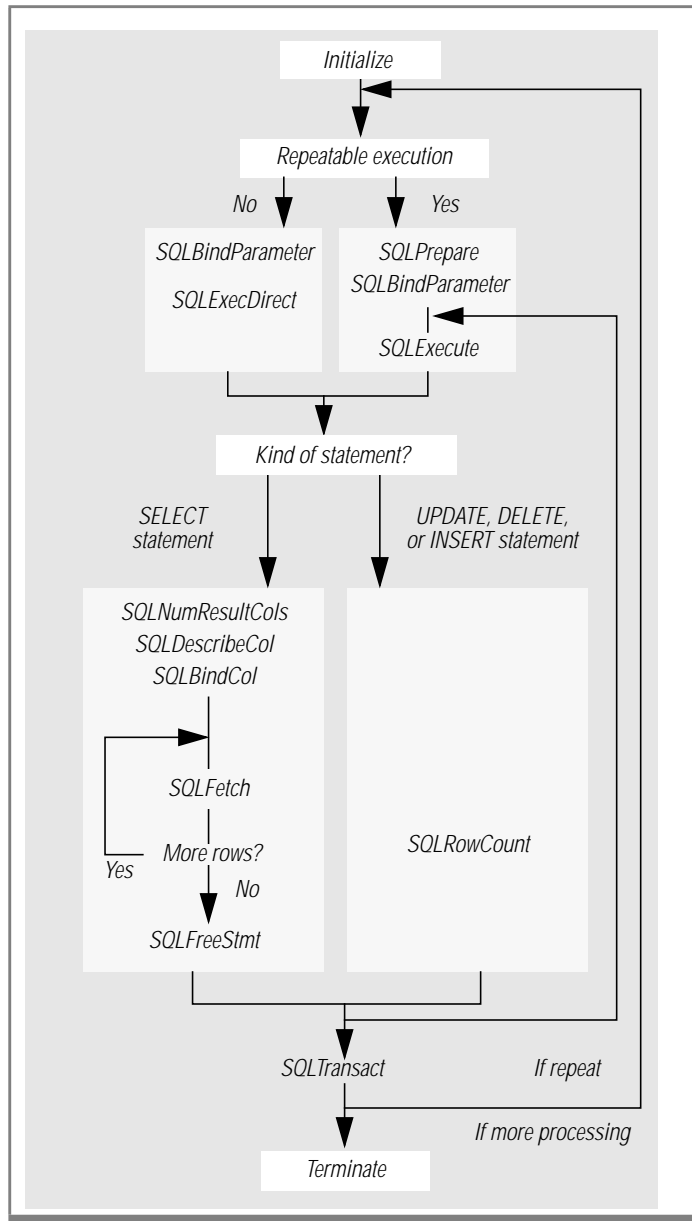 Initialize
Repeatable execution
No
Yes
SQLBindParameter
SQLExecDirect
SQLPrepare
SQLBindParameter
SQLExecute
Kind of statement?
SELECT
statement
UPDATE, DELETE,
or INSERT statement
SQLNumResultCols
SQLDescribeCol
SQLBindCol
SQLFetch
More rows?
Yes
No
SQLFreeStmt
SQLRowCount
SQLTransact
If repeat
If more processing
Terminate